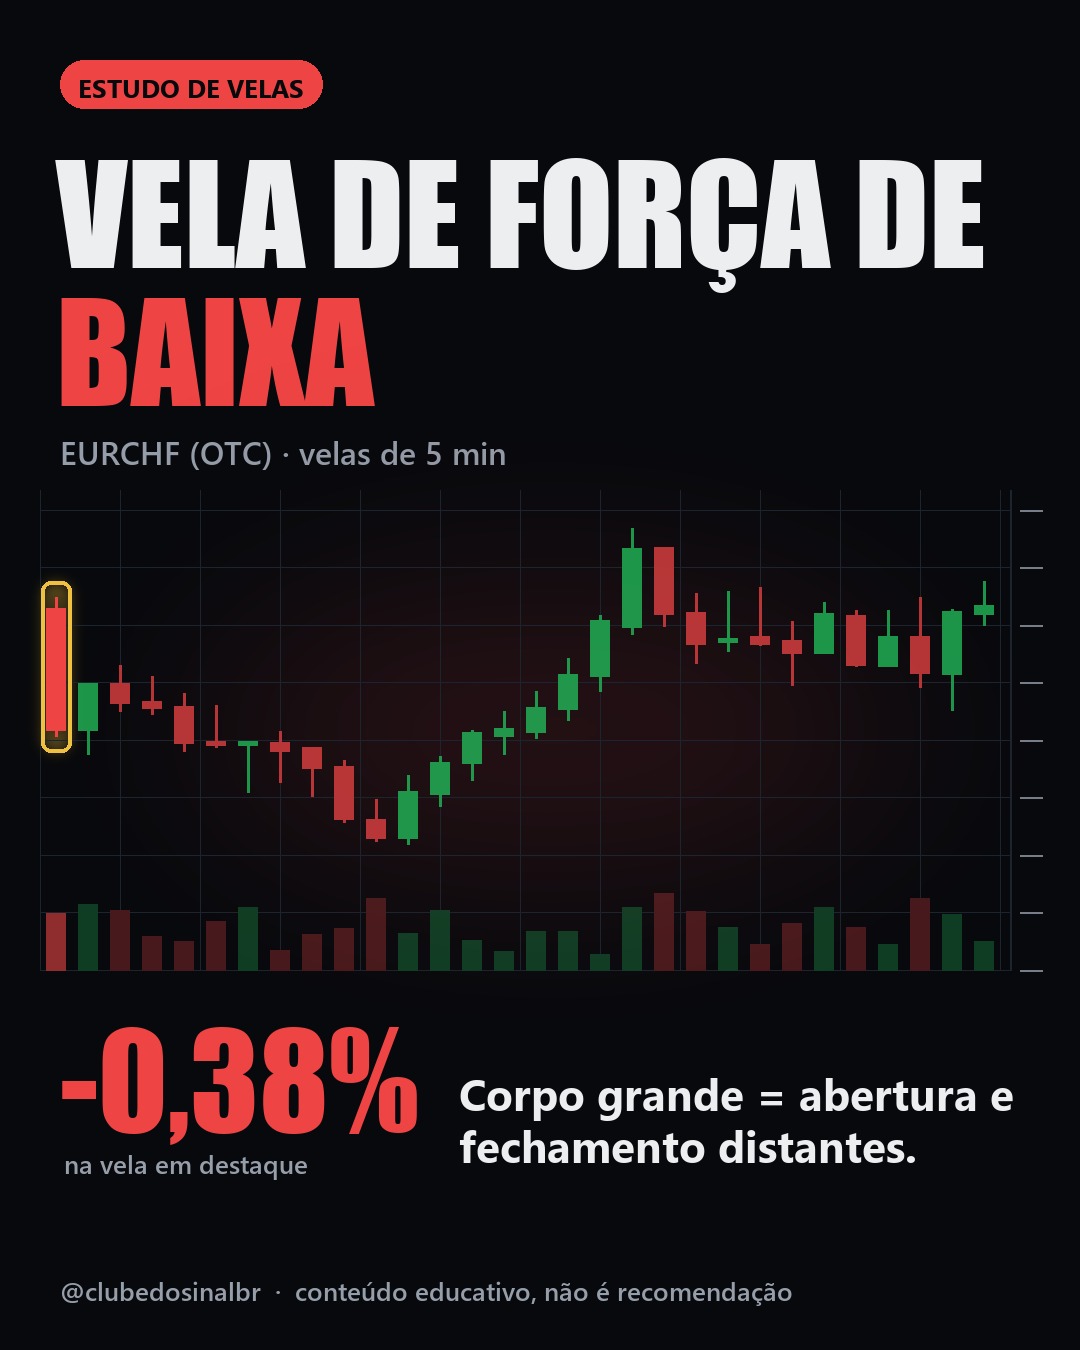 ESTUDO DE VELAS
VELA DE FORÇA DE
BAIXA
EURCHF (OTC) · velas de 5 min
-0,38%
na vela em destaque
Corpo grande = abertura e
fechamento distantes.
@clubedosinalbr · conteúdo educativo, não é recomendação